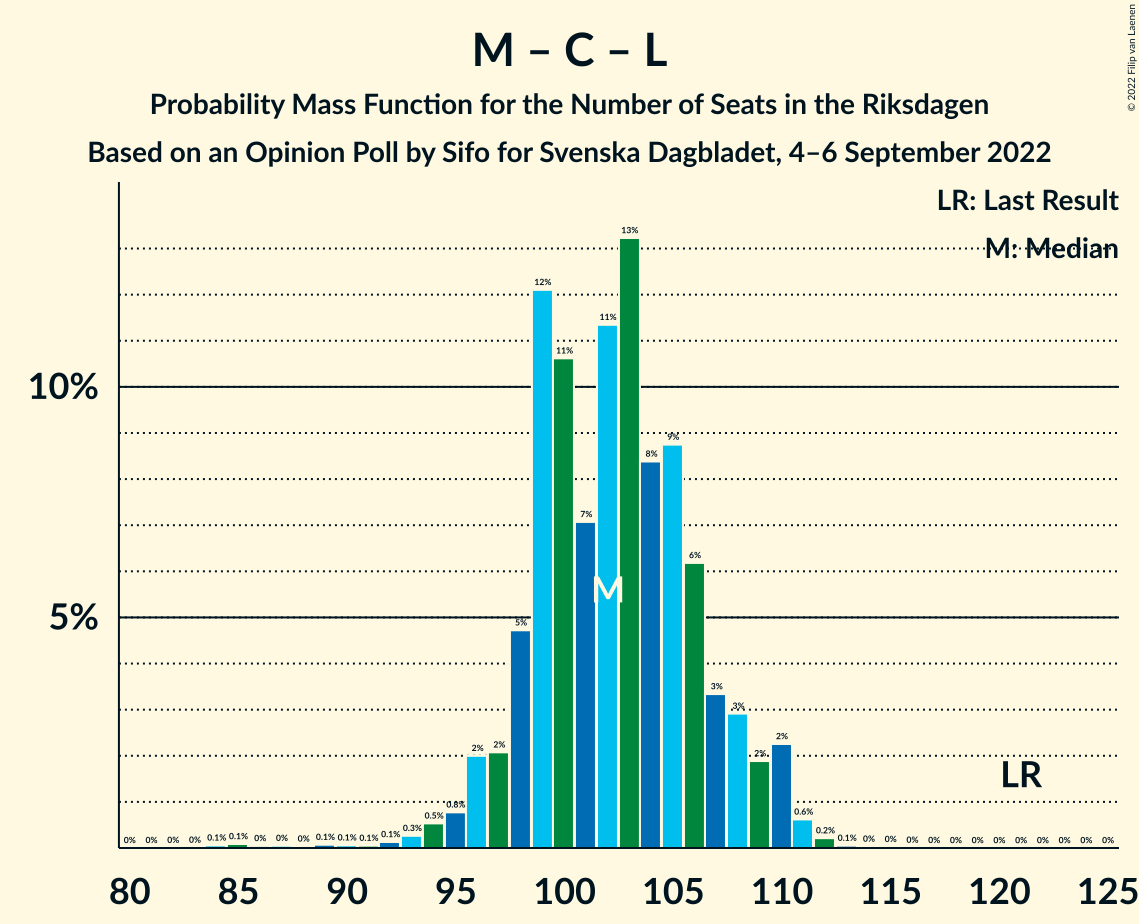 M – C – L
Probability Mass Function for the Number of Seats in the Riksdagen
Based on an Opinion Poll by Sifo for Svenska Dagbladet, 4–6 September 2022
© 2022 Filip van Laenen
LR: Last Result
M: Median
10%
5%
0% 0% 0% 0% 0.1% 0.1% 0% 0% 0% 0.1% 0.1% 0.1% 0.1% 0.3% 0.5% 0.8% 2% 2% 5% 12% 11% 7% 11% 13% 8% 9% 6% 3% 3% 2% 2% 0.6% 0.2% 0.1% 0% 0% 0% 0% 0% 0% 0% 0% 0% 0% 0% 0%
M
LR
80 85 90 95 100 105 110 115 120 125